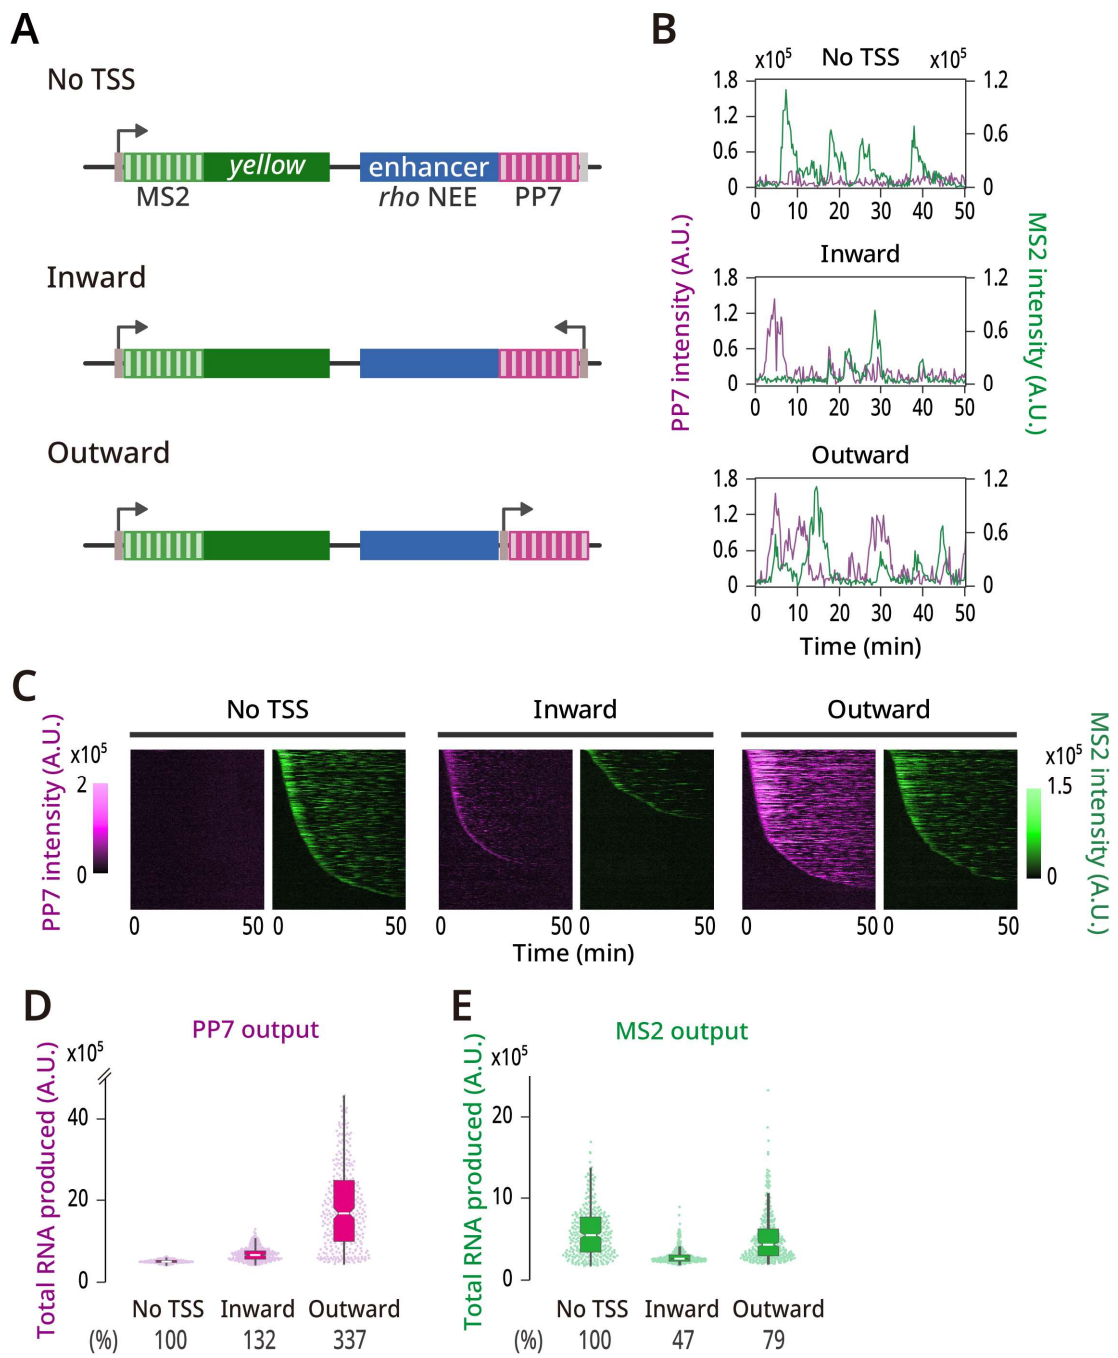 A
No TSS
yellow
enhancer
MS2
rho NEE
PP7
Inward
Outward
B
x10⁵ No TSS x10⁵
1.8 1.2
1.2
0.6 0.6
0 0
0 10 20 30 40 50
Inward
1.8 1.2
1.2
0.6 0.6
0 0
0 10 20 30 40 50
Outward
1.8 1.2
1.2
0.6 0.6
0 0
0 10 20 30 40 50
Time (min)
PP7 intensity (A.U.)
MS2 intensity (A.U.)
C
No TSS Inward Outward
PP7 intensity (A.U.)
x10⁵
2
0
MS2 intensity (A.U.)
x10⁵
1.5
0
0 50 0 50 0 50 0 50 0 50 0 50
Time (min)
D
PP7 output
Total RNA produced (A.U.)
x10⁵
40
20
0
No TSS Inward Outward
(%) 100 132 337
E
MS2 output
Total RNA produced (A.U.)
x10⁵
20
10
0
No TSS Inward Outward
(%) 100 47 79